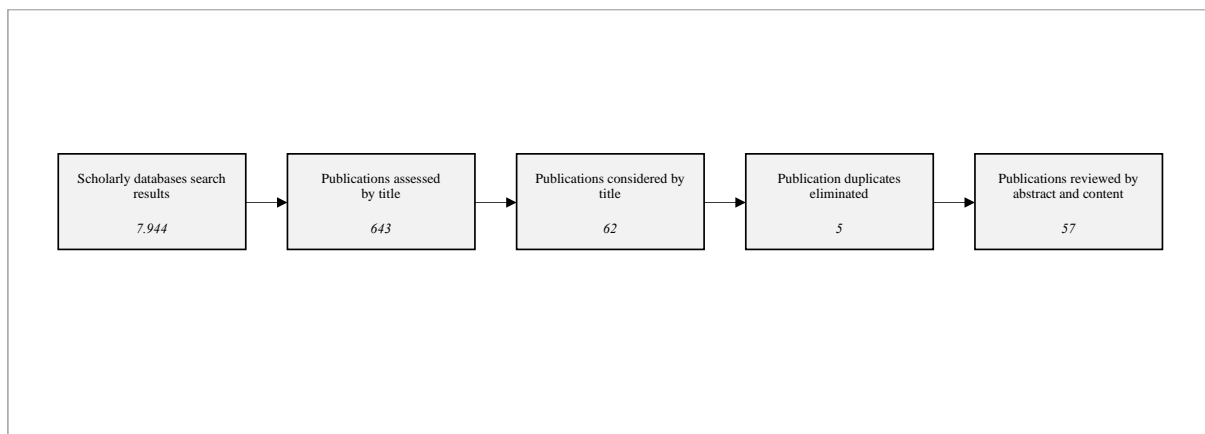 Scholarly databases search
results
7.944
Publications assessed
by title
643
Publications considered by
title
62
Publication duplicates
eliminated
5
Publications reviewed by
abstract and content
57